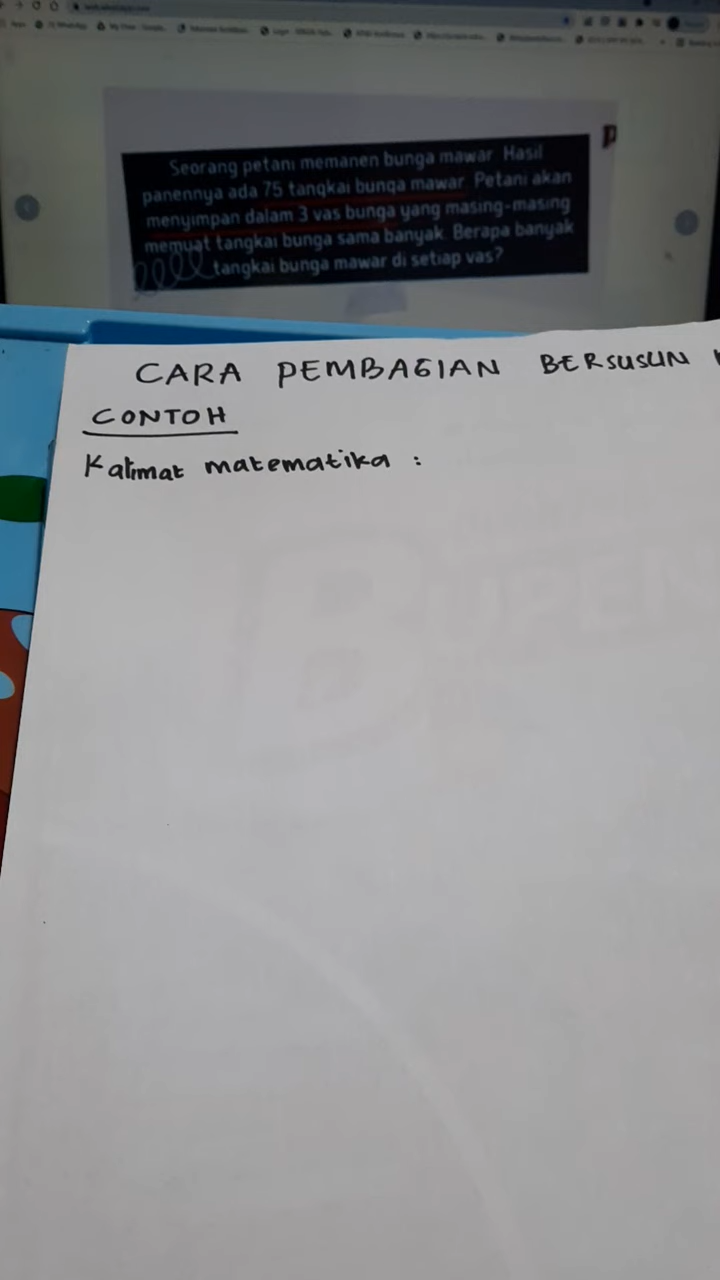 Seorang petani memanen bunga mawar. Hasil
panennya ada 75 tangkai bunga mawar. Petani akan
menyimpan dalam 3 vas bunga yang masing-masing
memuat tangkai bunga sama banyak. Berapa banyak
tangkai bunga mawar di setiap vas?
CARA PEMBAGIAN BERSUSUN
CONTOH
Kalimat matematika :